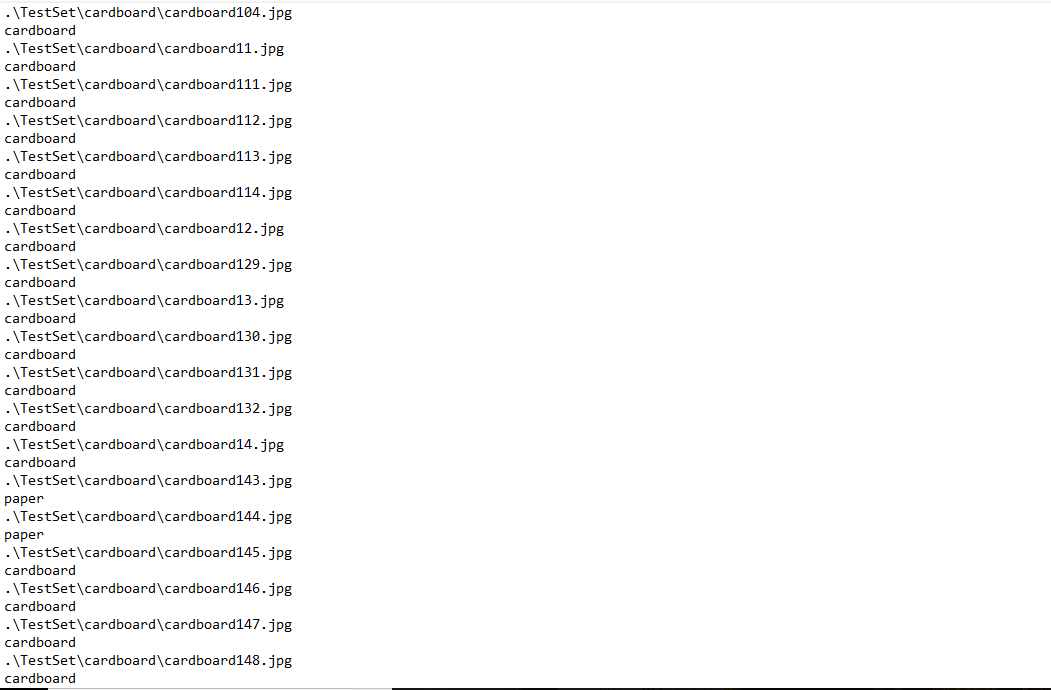 .\TestSet\cardboard\cardboard104.jpg
cardboard
.\TestSet\cardboard\cardboard11.jpg
cardboard
.\TestSet\cardboard\cardboard111.jpg
cardboard
.\TestSet\cardboard\cardboard112.jpg
cardboard
.\TestSet\cardboard\cardboard113.jpg
cardboard
.\TestSet\cardboard\cardboard114.jpg
cardboard
.\TestSet\cardboard\cardboard12.jpg
cardboard
.\TestSet\cardboard\cardboard129.jpg
cardboard
.\TestSet\cardboard\cardboard13.jpg
cardboard
.\TestSet\cardboard\cardboard130.jpg
cardboard
.\TestSet\cardboard\cardboard131.jpg
cardboard
.\TestSet\cardboard\cardboard132.jpg
cardboard
.\TestSet\cardboard\cardboard14.jpg
cardboard
.\TestSet\cardboard\cardboard143.jpg
paper
.\TestSet\cardboard\cardboard144.jpg
paper
.\TestSet\cardboard\cardboard145.jpg
cardboard
.\TestSet\cardboard\cardboard146.jpg
cardboard
.\TestSet\cardboard\cardboard147.jpg
cardboard
.\TestSet\cardboard\cardboard148.jpg
cardboard